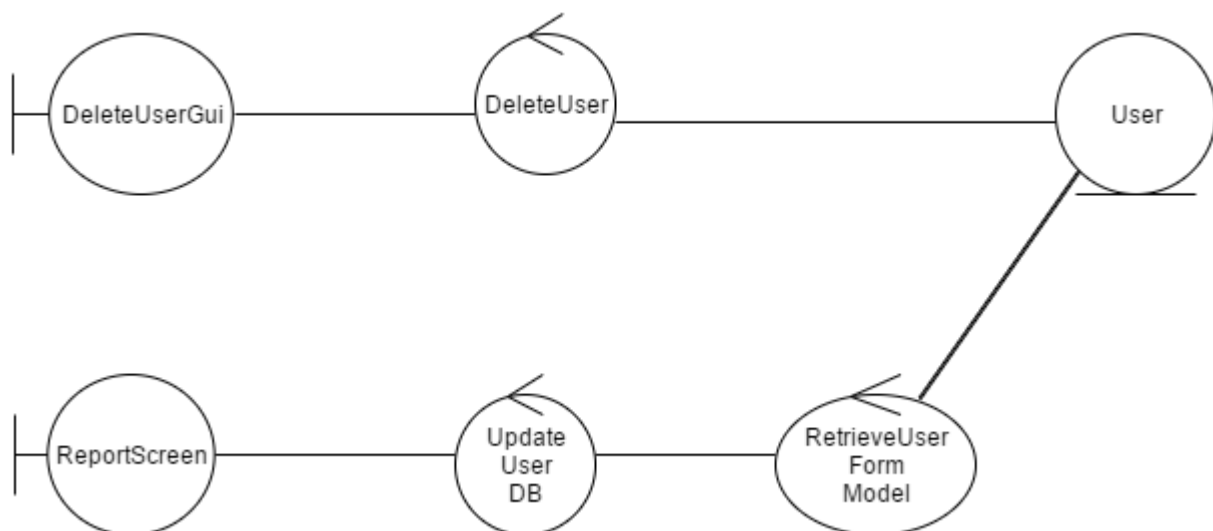 DeleteUserGui
DeleteUser
User
ReportScreen
Update
User
DB
RetrieveUser
Form
Model